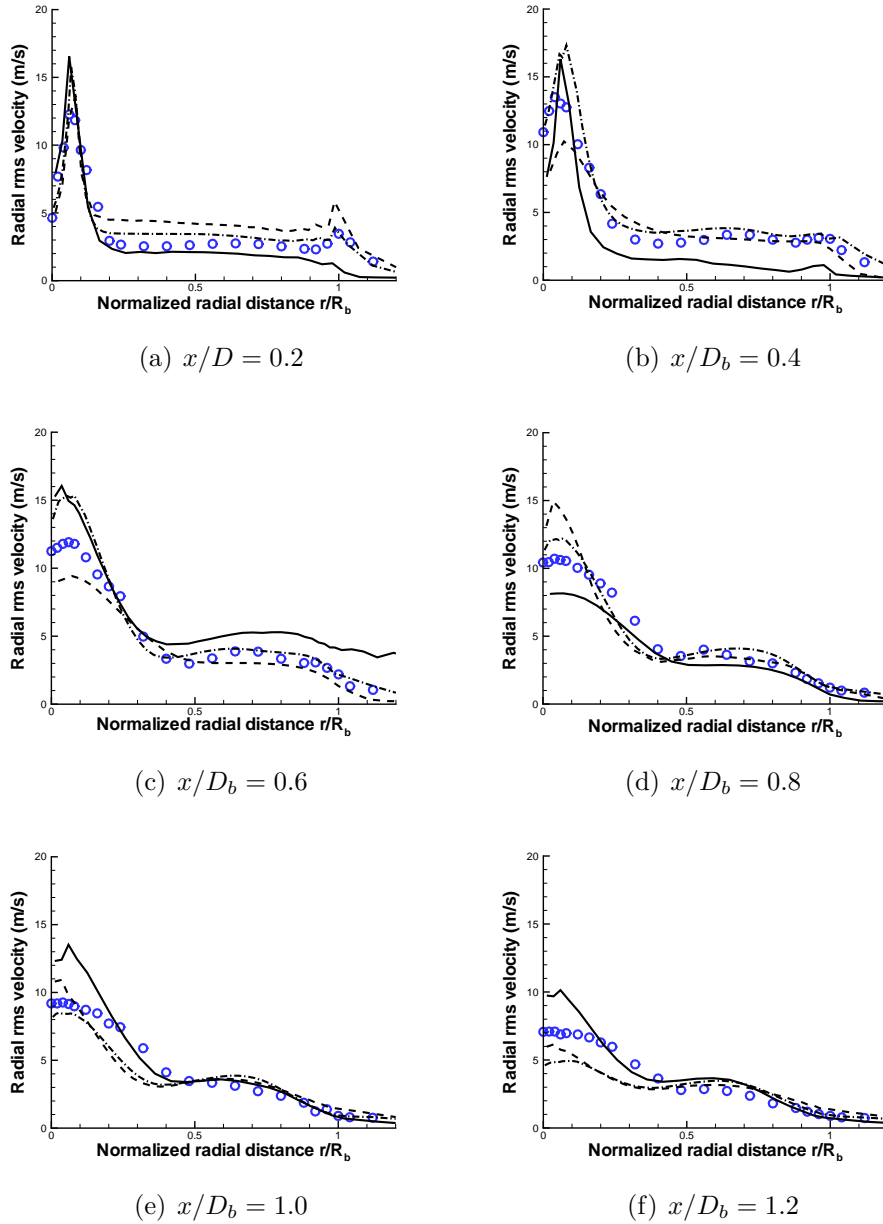 Radial rms velocity (m/s)
20
15
10
5
0
0
0.5
1
Normalized radial distance r/R_b
(a) x/D = 0.2
Radial rms velocity (m/s)
20
15
10
5
0
0
0.5
1
Normalized radial distance r/R_b
(b) x/D_b = 0.4
Radial rms velocity (m/s)
20
15
10
5
0
0
0.5
1
Normalized radial distance r/R_b
(c) x/D_b = 0.6
Radial rms velocity (m/s)
20
15
10
5
0
0
0.5
1
Normalized radial distance r/R_b
(d) x/D_b = 0.8
Radial rms velocity (m/s)
20
15
10
5
0
0
0.5
1
Normalized radial distance r/R_b
(e) x/D_b = 1.0
Radial rms velocity (m/s)
20
15
10
5
0
0
0.5
1
Normalized radial distance r/R_b
(f) x/D_b = 1.2